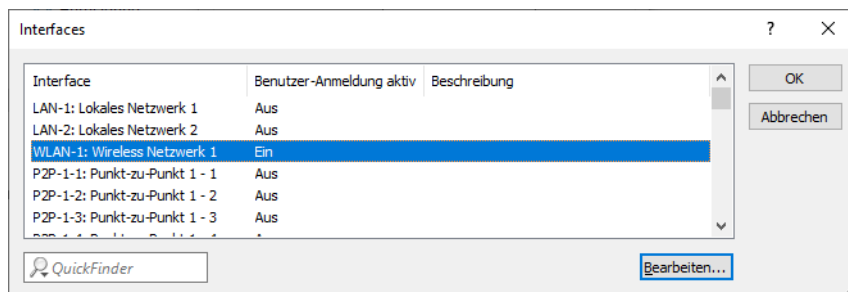 Interfaces
Interface Benutzer-Anmeldung aktiv Beschreibung
LAN-1: Lokales Netzwerk 1 Aus
LAN-2: Lokales Netzwerk 2 Aus
WLAN-1: Wireless Netzwerk 1 Ein
P2P-1-1: Punkt-zu-Punkt 1 - 1 Aus
P2P-1-2: Punkt-zu-Punkt 1 - 2 Aus
P2P-1-3: Punkt-zu-Punkt 1 - 3 Aus
OK
Abbrechen
QuickFinder
Bearbeiten...